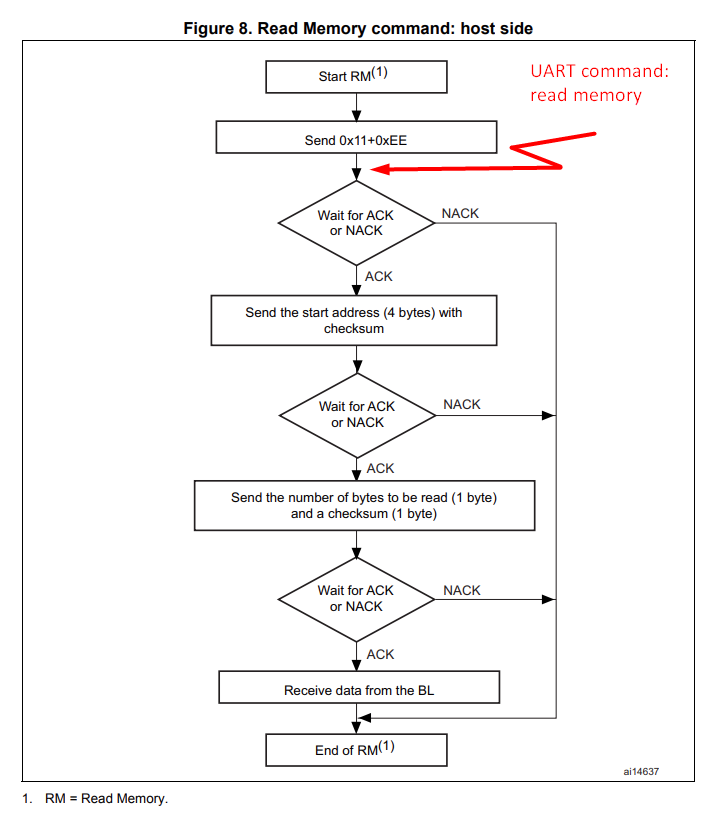 Figure 8. Read Memory command: host side
Start RM(1)
UART command:
read memory
Send 0x11+0xEE
Wait for ACK
or NACK
NACK
ACK
Send the start address (4 bytes) with
checksum
Wait for ACK
or NACK
NACK
ACK
Send the number of bytes to be read (1 byte)
and a checksum (1 byte)
Wait for ACK
or NACK
NACK
ACK
Receive data from the BL
End of RM(1)
ai14637
1. RM = Read Memory.